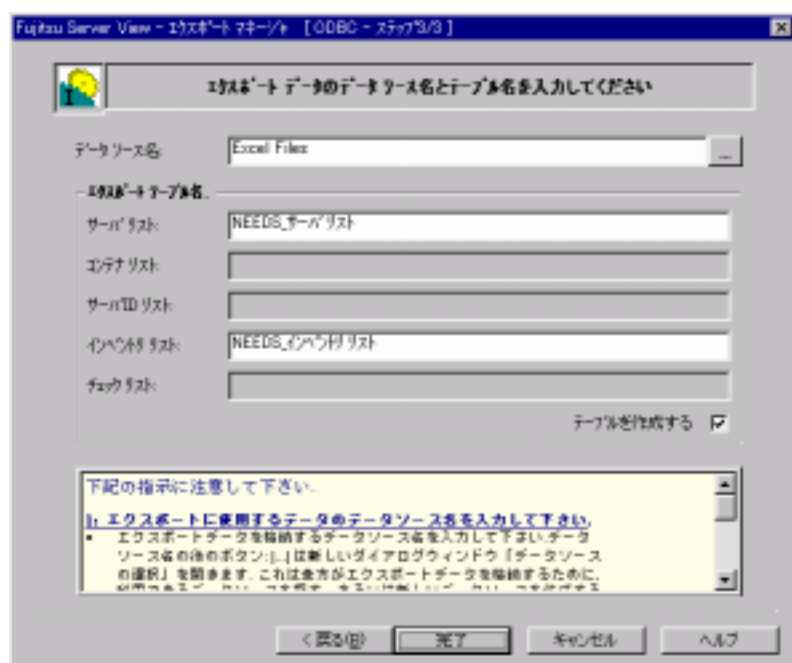 Fujitsu Server View - ｴｸｽﾎﾟｰﾄ ﾏﾈｰｼﾞｬ [ ODBC - ｽﾃｯﾌﾟ3/3 ]
ｴｸｽﾎﾟｰﾄ ﾃﾞｰﾀのﾃﾞｰﾀ ｿｰｽ名とﾃｰﾌﾞﾙ名を入力してください
ﾃﾞｰﾀ ｿｰｽ名:
Excel Files
...
ｴｸｽﾎﾟｰﾄ ﾃｰﾌﾞﾙ名
ｻｰﾊﾞ ﾘｽﾄ:
NEEDS_ｻｰﾊﾞ ﾘｽﾄ
ｺﾝﾃﾅ ﾘｽﾄ:
ｻｰﾊﾞID ﾘｽﾄ:
ｲﾝﾍﾞﾝﾄﾘ ﾘｽﾄ:
NEEDS_ｲﾝﾍﾞﾝﾄﾘ ﾘｽﾄ
ﾁｪｯｸ ﾘｽﾄ:
ﾃｰﾌﾞﾙを作成する
下記の指示に注意して下さい.
1: エクスポートに使用するデータのデータソース名を入力して下さい.
• エクスポートデータを格納するデータソース名を入力して下さい.データ
ソース名の後のボタン:[...] は新しいダイアログウィンドウ「データソース
の選択」を開きます. これは貴方がエクスポートデータを格納するために,
< 戻る(B)
完了
ｷｬﾝｾﾙ
ヘルプ